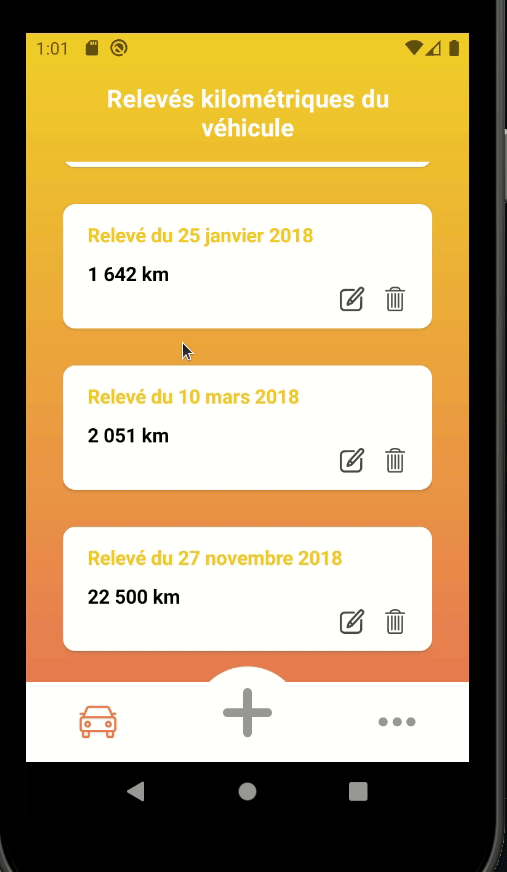 1:01
Relevés kilométriques du
véhicule
Relevé du 25 janvier 2018
1 642 km
Relevé du 10 mars 2018
2 051 km
Relevé du 27 novembre 2018
22 500 km